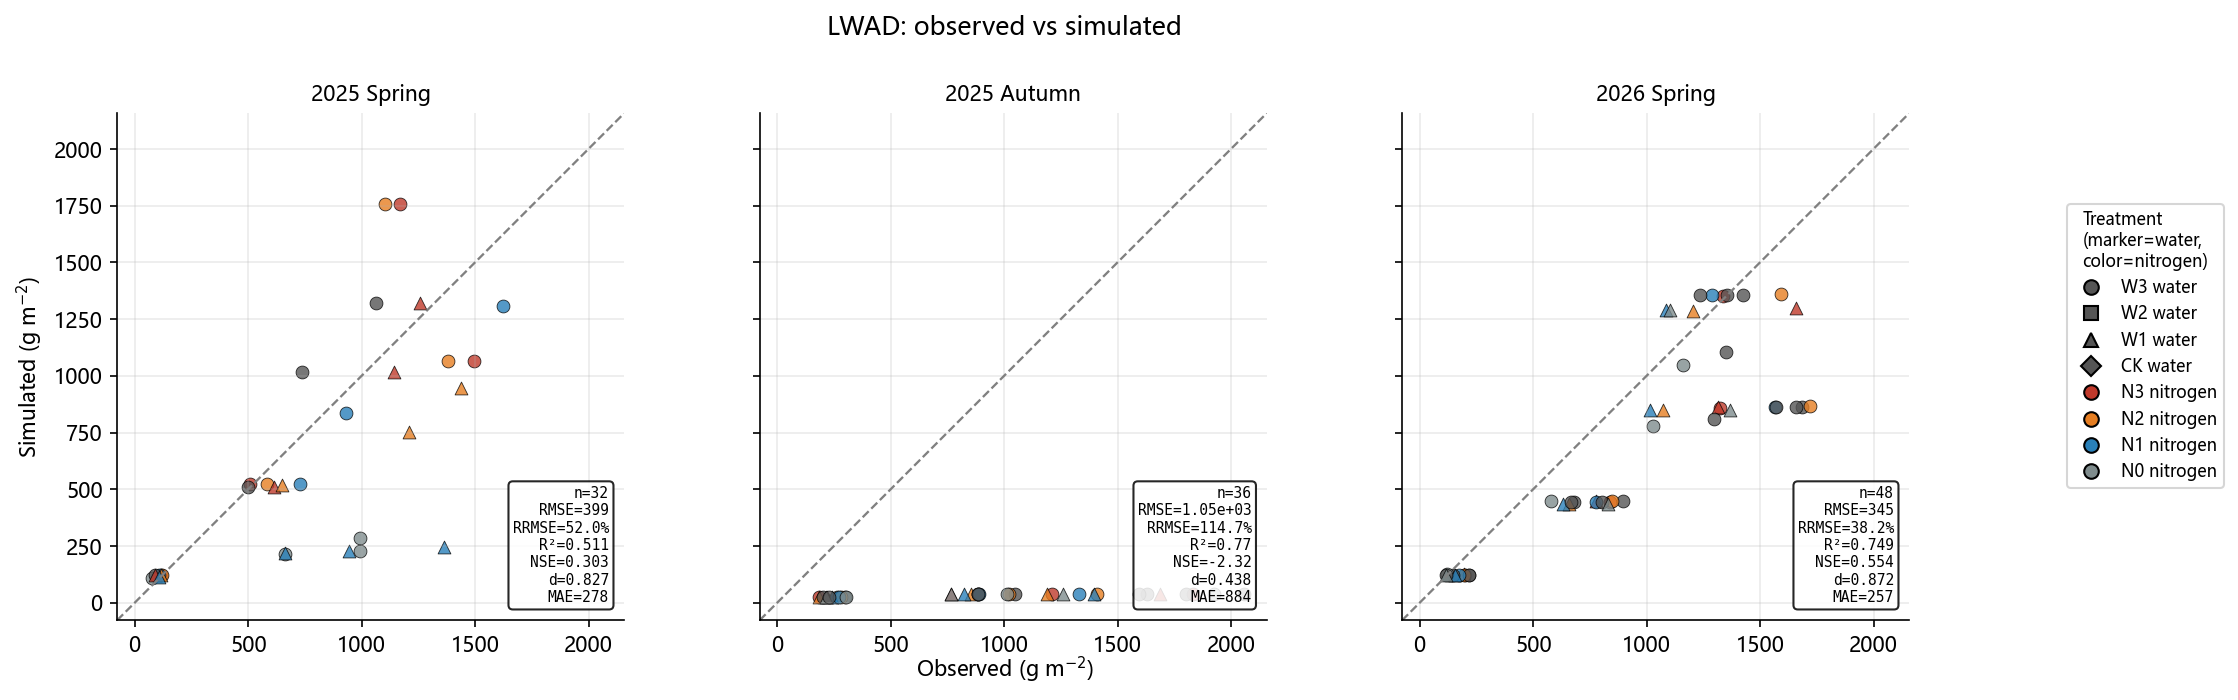 LWAD: observed vs simulated
2025 Spring
2025 Autumn
2026 Spring
Simulated (g m⁻²)
2000
1750
1500
1250
1000
750
500
250
0
0
500
1000
1500
2000
n=32
RMSE=399
RRMSE=52.0%
R²=0.511
NSE=0.303
d=0.827
MAE=278
0
500
1000
1500
2000
n=36
RMSE=1.05e+03
RRMSE=114.7%
R²=0.77
NSE=-2.32
d=0.438
MAE=884
0
500
1000
1500
2000
n=48
RMSE=345
RRMSE=38.2%
R²=0.749
NSE=0.554
d=0.872
MAE=257
Observed (g m⁻²)
Treatment
(marker=water,
color=nitrogen)
W3 water
W2 water
W1 water
CK water
N3 nitrogen
N2 nitrogen
N1 nitrogen
N0 nitrogen